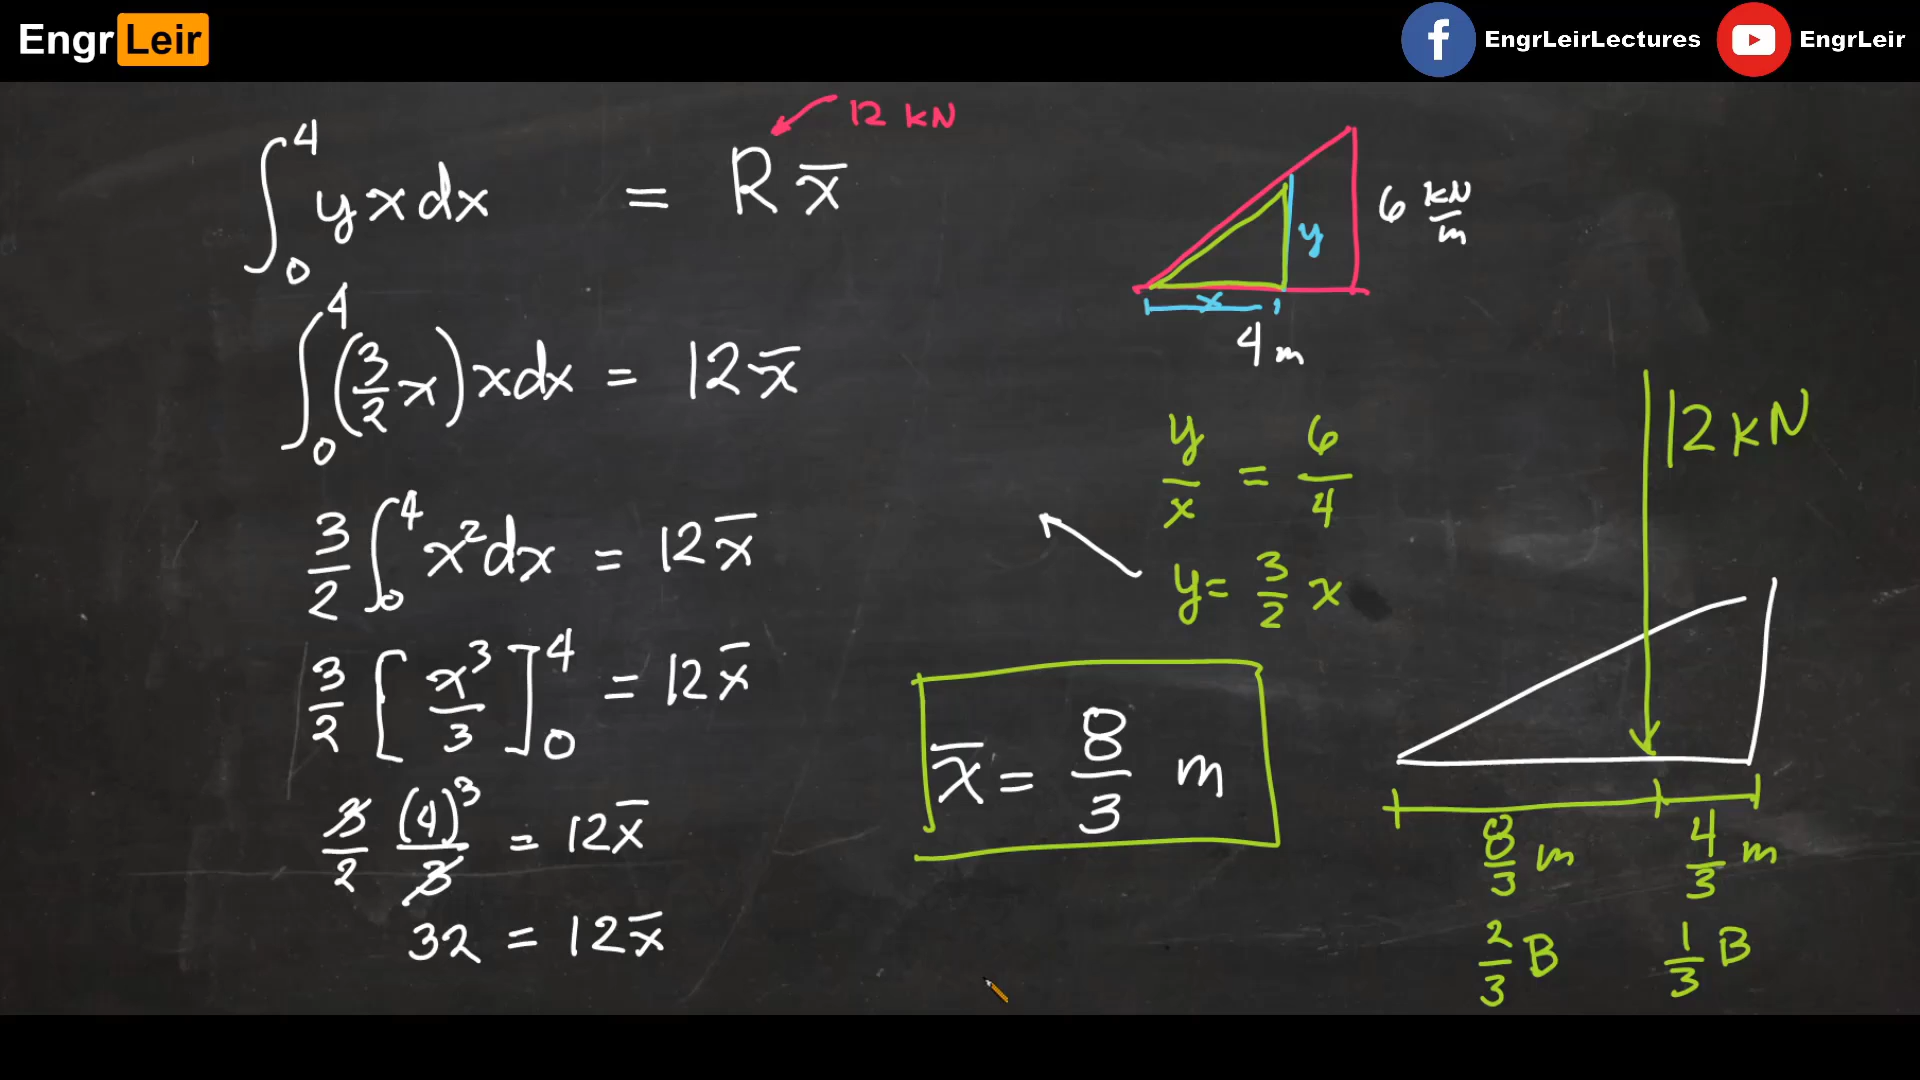 EngrLeir
EngrLeirLectures
EngrLeir
∫₀⁴ y x dx = R x̄
12 kN
∫₀⁴ (3/2 x) x dx = 12 x̄
3/2 ∫₀⁴ x² dx = 12 x̄
3/2 [x³/3]₀⁴ = 12 x̄
3/2 (4)³/3 = 12 x̄
32 = 12 x̄
y
6 kN/m
x
4 m
y/x = 6/4
y = 3/2 x
x̄ = 8/3 m
12 kN
8/3 m 4/3 m
2/3 B 1/3 B